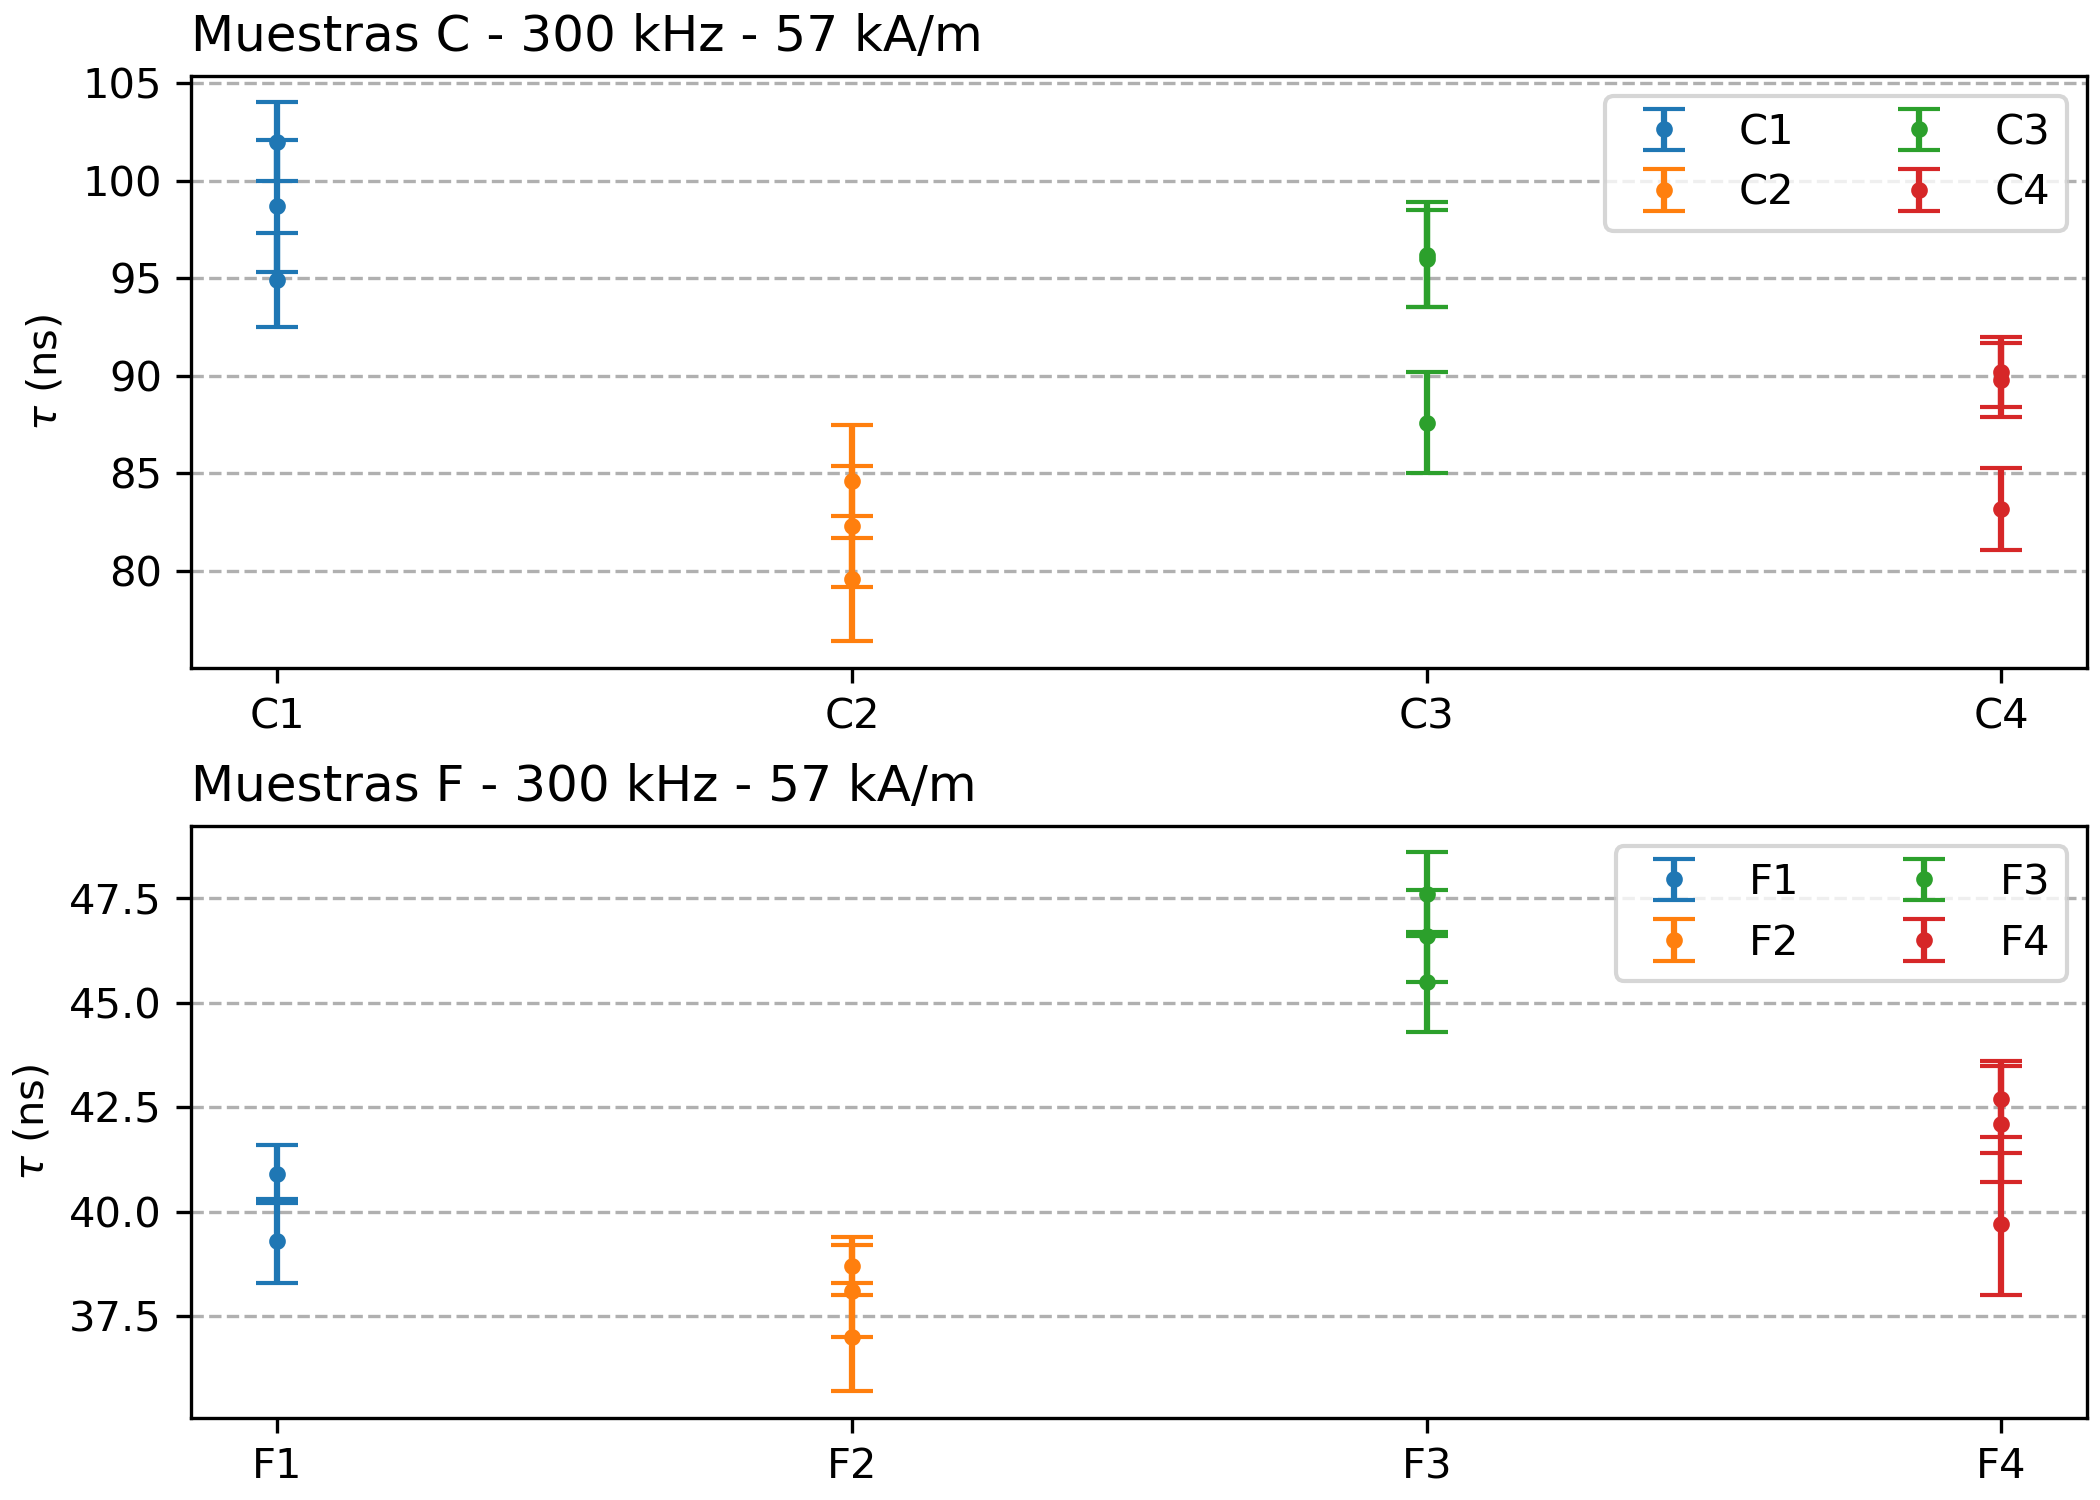 Muestras C - 300 kHz - 57 kA/m
105
100
95
90
85
80
τ (ns)
C1 C3
C2 C4
C1 C2 C3 C4
Muestras F - 300 kHz - 57 kA/m
47.5
45.0
42.5
40.0
37.5
τ (ns)
F1 F3
F2 F4
F1 F2 F3 F4